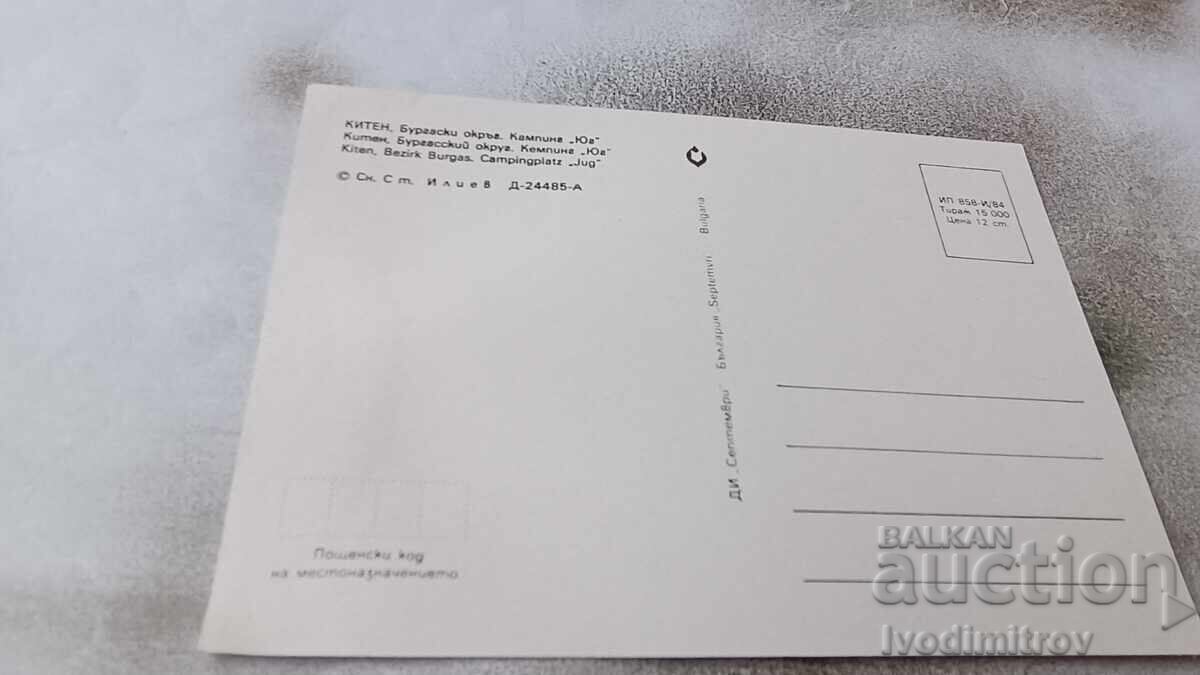 КИТЕН, Бургаски окръг. Кампинг „Юг"
Китен, Бургасский округ. Кемпинг „Юг"
Kiten, Bezirk Burgas. Campingplatz „Jug"
© Сн. Ст. Илиев Д-24485-А
ИП 858-И/84
Тираж 15 000
Цена 12 ст.
ДИ „Септември" България „Septemvri" Bulgaria
Пощенски код
на местоназначението
BALKAN
auction
Ivodimitrov